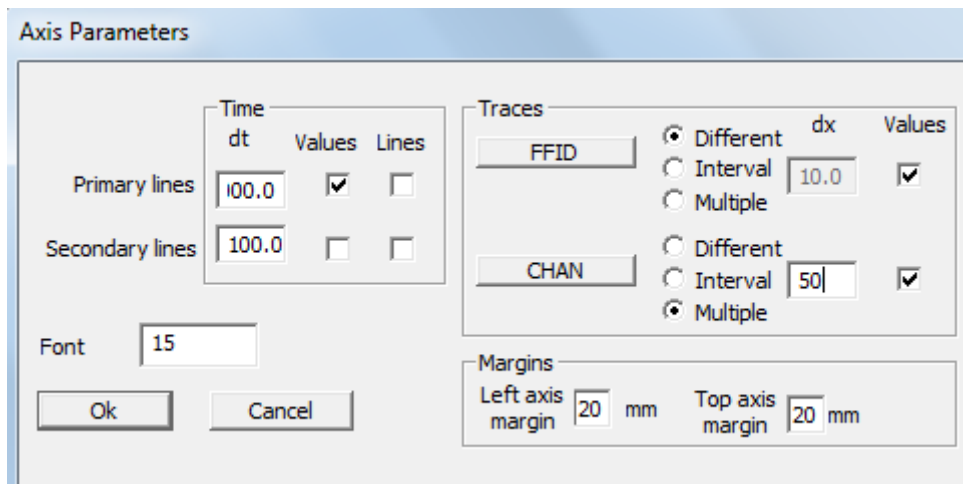 Axis Parameters
Time
dt Values Lines
Primary lines 00.0
Secondary lines 100.0
Font 15
Ok Cancel
Traces
dx Values
FFID
Different
Interval 10.0
Multiple
CHAN
Different
Interval 50
Multiple
Margins
Left axis margin 20 mm
Top axis margin 20 mm